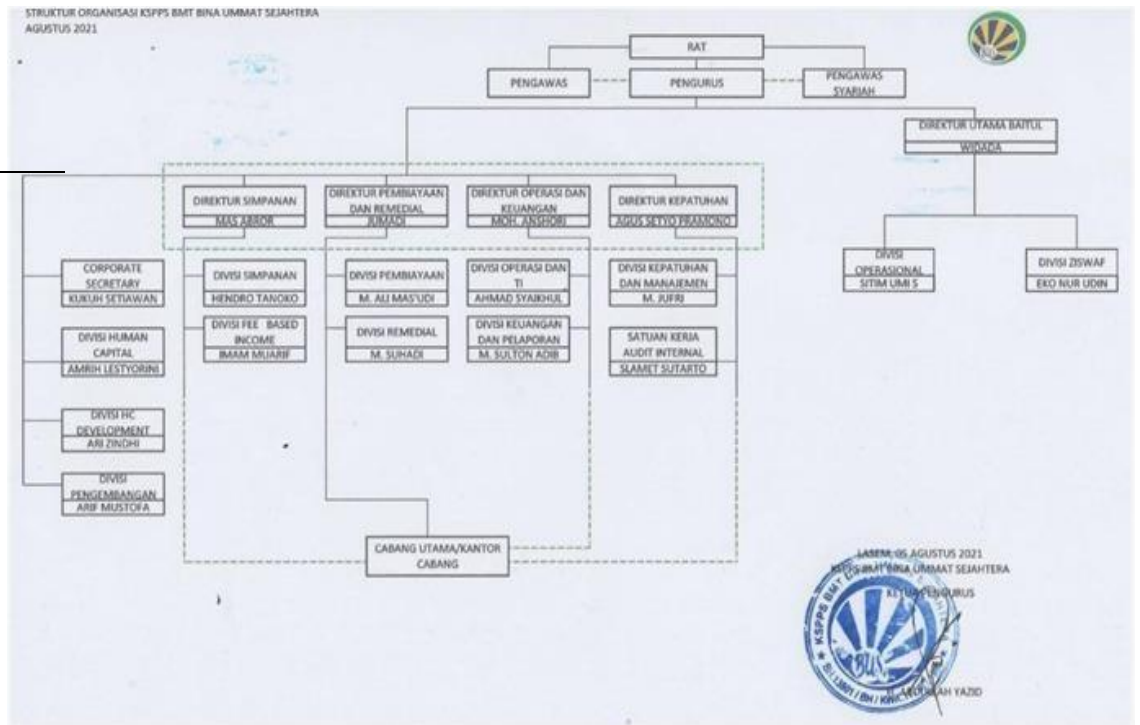 STRUKTUR ORGANISASI KSPPS BMT BINA UMMAT SEJAHTERA
AGUSTUS 2021
RAT
PENGAWAS
PENGURUS
PENGAWAS
SYARIAH
DIREKTUR UTAMA BAITUL
WIDADA
DIREKTUR SIMPANAN
MAS ABROR
DIREKTUR PEMBIAYAAN
DAN REMEDIAL
JUMADI
DIREKTUR OPERASI DAN
KEUANGAN
MOH. ANSHORI
DIREKTUR KEPATUHAN
AGUS SETYO PRAMONO
DIVISI
OPERASIONAL
SITIM UMI S
DIVISI ZISWAF
EKO NUR UDIN
CORPORATE
SECRETARY
KUKUH SETIAWAN
DIVISI SIMPANAN
HENDRO TANOKO
DIVISI PEMBIAYAAN
M. ALI MAS'UDI
DIVISI OPERASI DAN
TI
AHMAD SYAIKHUL
DIVISI KEPATUHAN
DAN MANAJEMEN
M. JUFRI
DIVISI HUMAN
CAPITAL
AMRIH LESTYORINI
DIVISI FEE BASED
INCOME
IMAM MUARIF
DIVISI REMEDIAL
M. SUHADI
DIVISI KEUANGAN
DAN PELAPORAN
M. SULTON ADIB
SATUAN KERJA
AUDIT INTERNAL
SLAMET SUTARTO
DIVISI HC
DEVELOPMENT
ARI ZINDHI
DIVISI
PENGEMBANGAN
ARIF MUSTOFA
CABANG UTAMA/KANTOR
CABANG
LASEM, 05 AGUSTUS 2021
KSPPS BMT BINA UMMAT SEJAHTERA
KETUA PENGURUS
BUS
YAZID